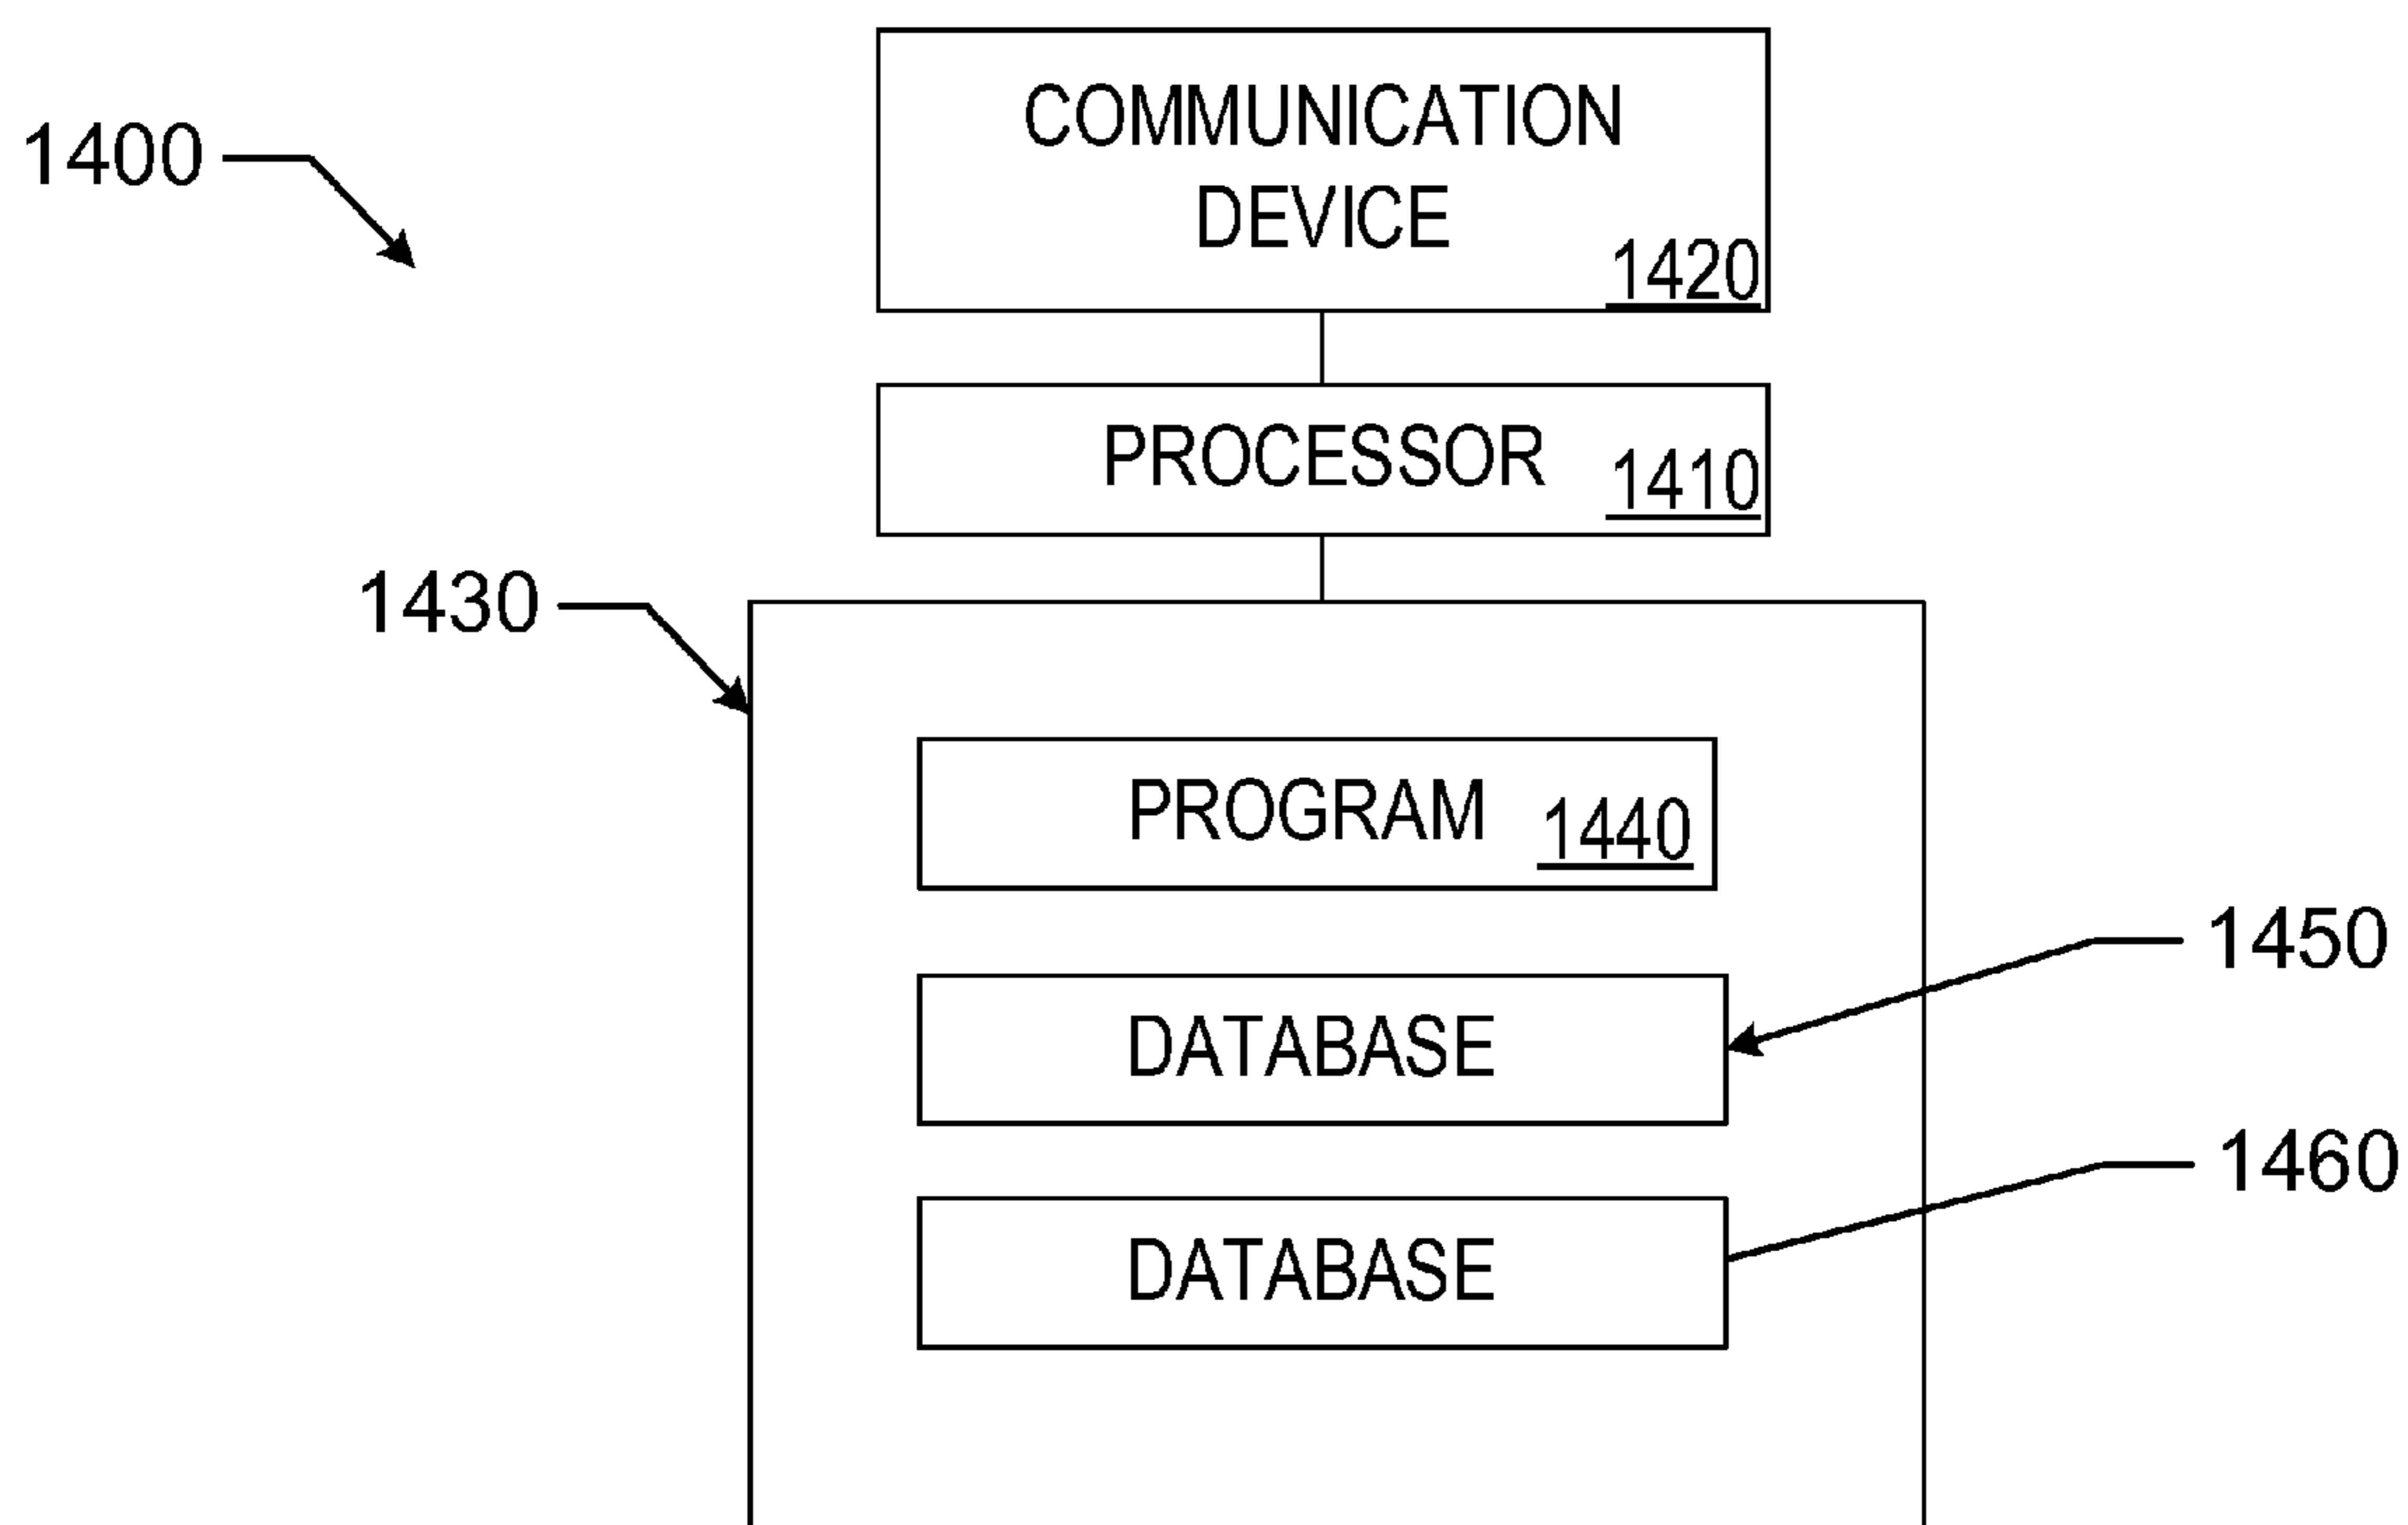 1400
COMMUNICATION
DEVICE
1420
PROCESSOR 1410
1430
PROGRAM 1440
1450
DATABASE
1460
DATABASE